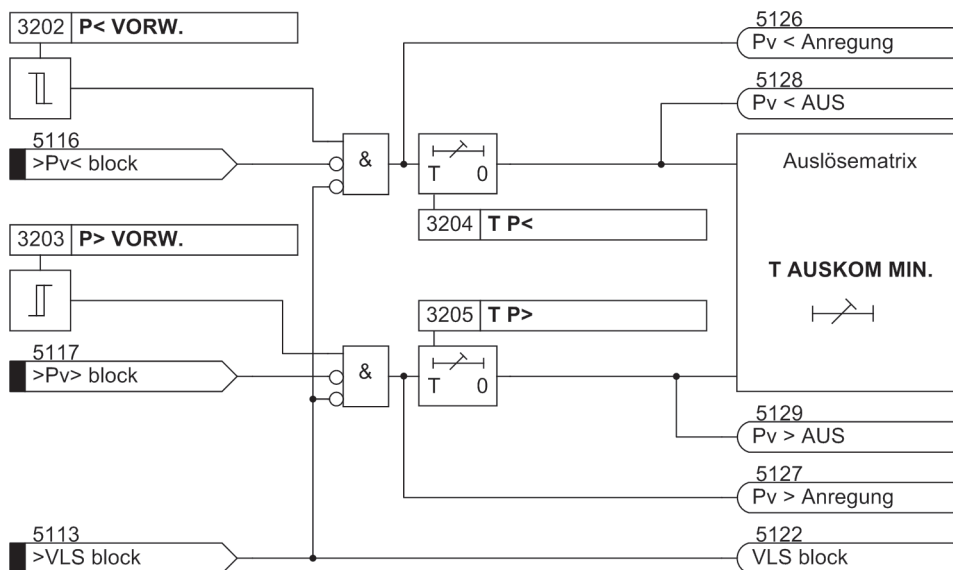 3202 P< VORW.
5116
>Pv< block
&
T 0
3204 T P<
5126
Pv < Anregung
5128
Pv < AUS
Auslösematrix
T AUSKOM MIN.
3203 P> VORW.
3205 T P>
5117
>Pv> block
&
T 0
5129
Pv > AUS
5127
Pv > Anregung
5113
>VLS block
5122
VLS block